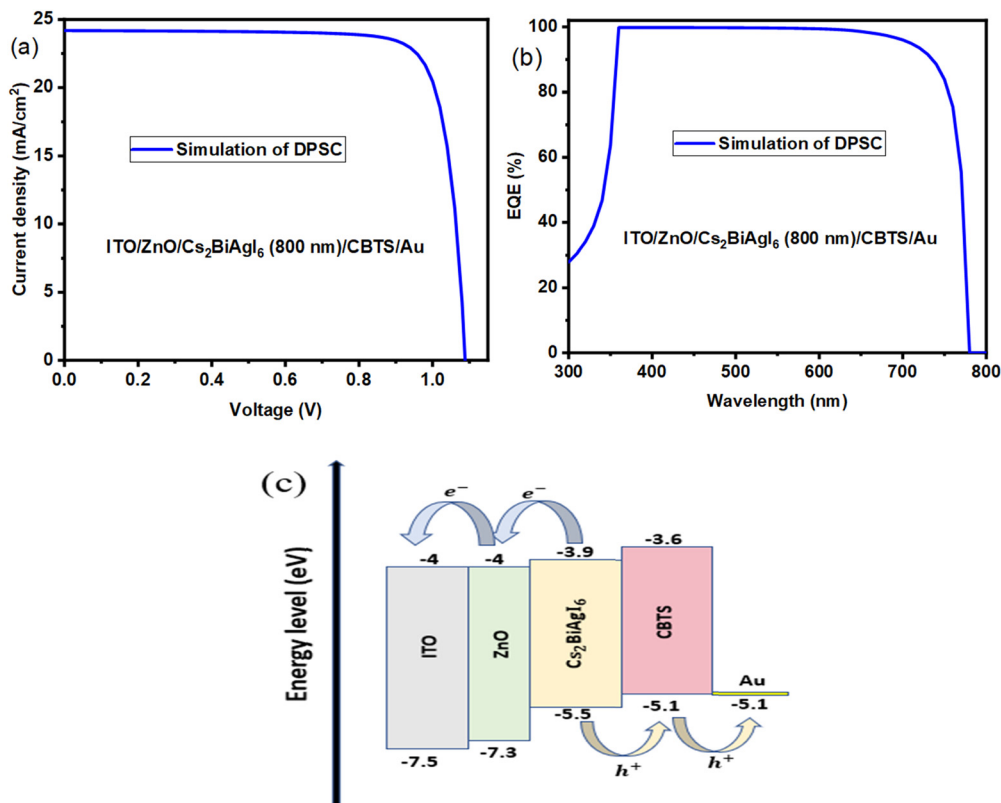 (a)
Current density (mA/cm²)
25
20
15
10
5
0
0.0 0.2 0.4 0.6 0.8 1.0
Voltage (V)
Simulation of DPSC
ITO/ZnO/Cs₂BiAgI₆ (800 nm)/CBTS/Au
(b)
EQE (%)
100
80
60
40
20
0
300 400 500 600 700 800
Wavelength (nm)
Simulation of DPSC
ITO/ZnO/Cs₂BiAgI₆ (800 nm)/CBTS/Au
(c)
Energy level (eV)
e⁻ e⁻
-4 -4 -3.9 -3.6
ITO ZnO Cs₂BiAgI₆ CBTS Au
-7.5 -7.3 -5.5 -5.1 -5.1
h⁺ h⁺